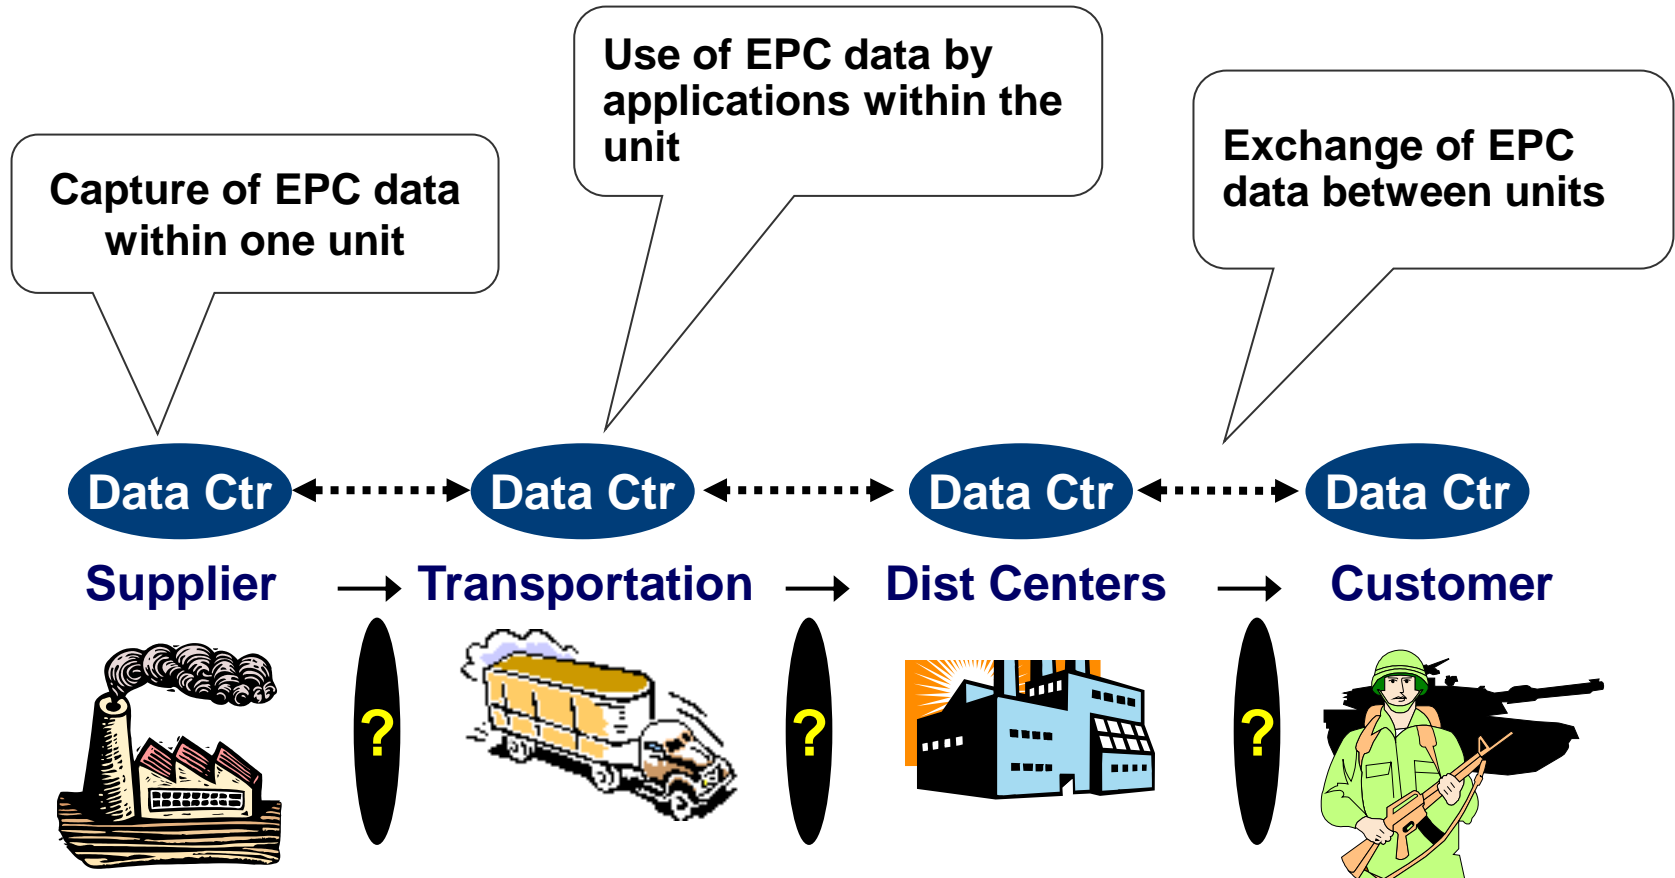 Capture of EPC data
within one unit
Use of EPC data by
applications within the
unit
Exchange of EPC
data between units
Data Ctr
Data Ctr
Data Ctr
Data Ctr
Supplier
Transportation
Dist Centers
Customer
?
?
?